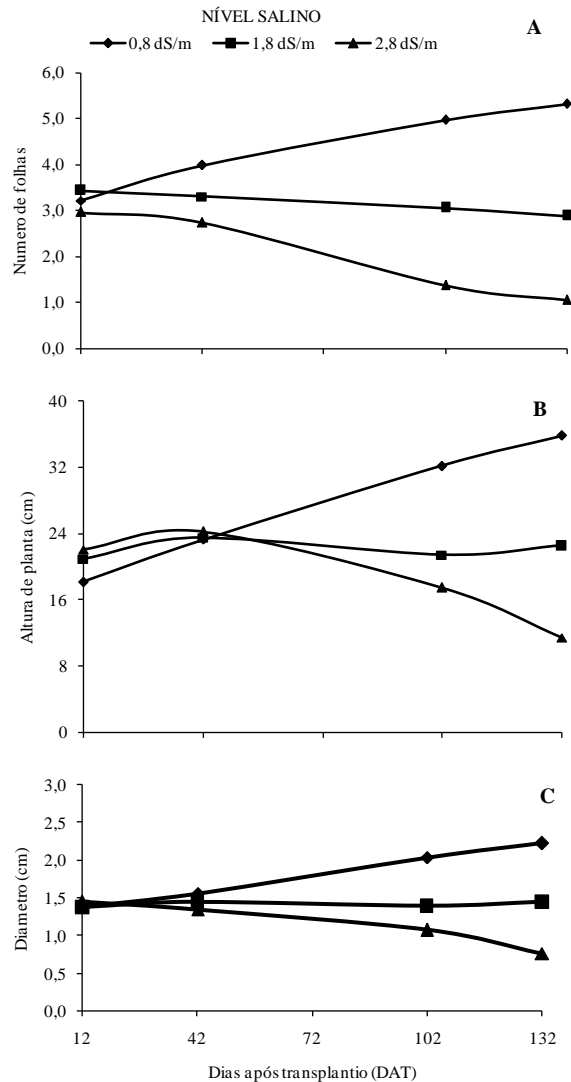 NÍVEL SALINO
A
0,8 dS/m 1,8 dS/m 2,8 dS/m
6,0
5,0
4,0
3,0
2,0
1,0
0,0
Numero de folhas
B
40
32
24
16
8
0
Altura de planta (cm)
C
3,0
2,5
2,0
1,5
1,0
0,5
0,0
Diametro (cm)
12 42 72 102 132
Dias após transplantio (DAT)